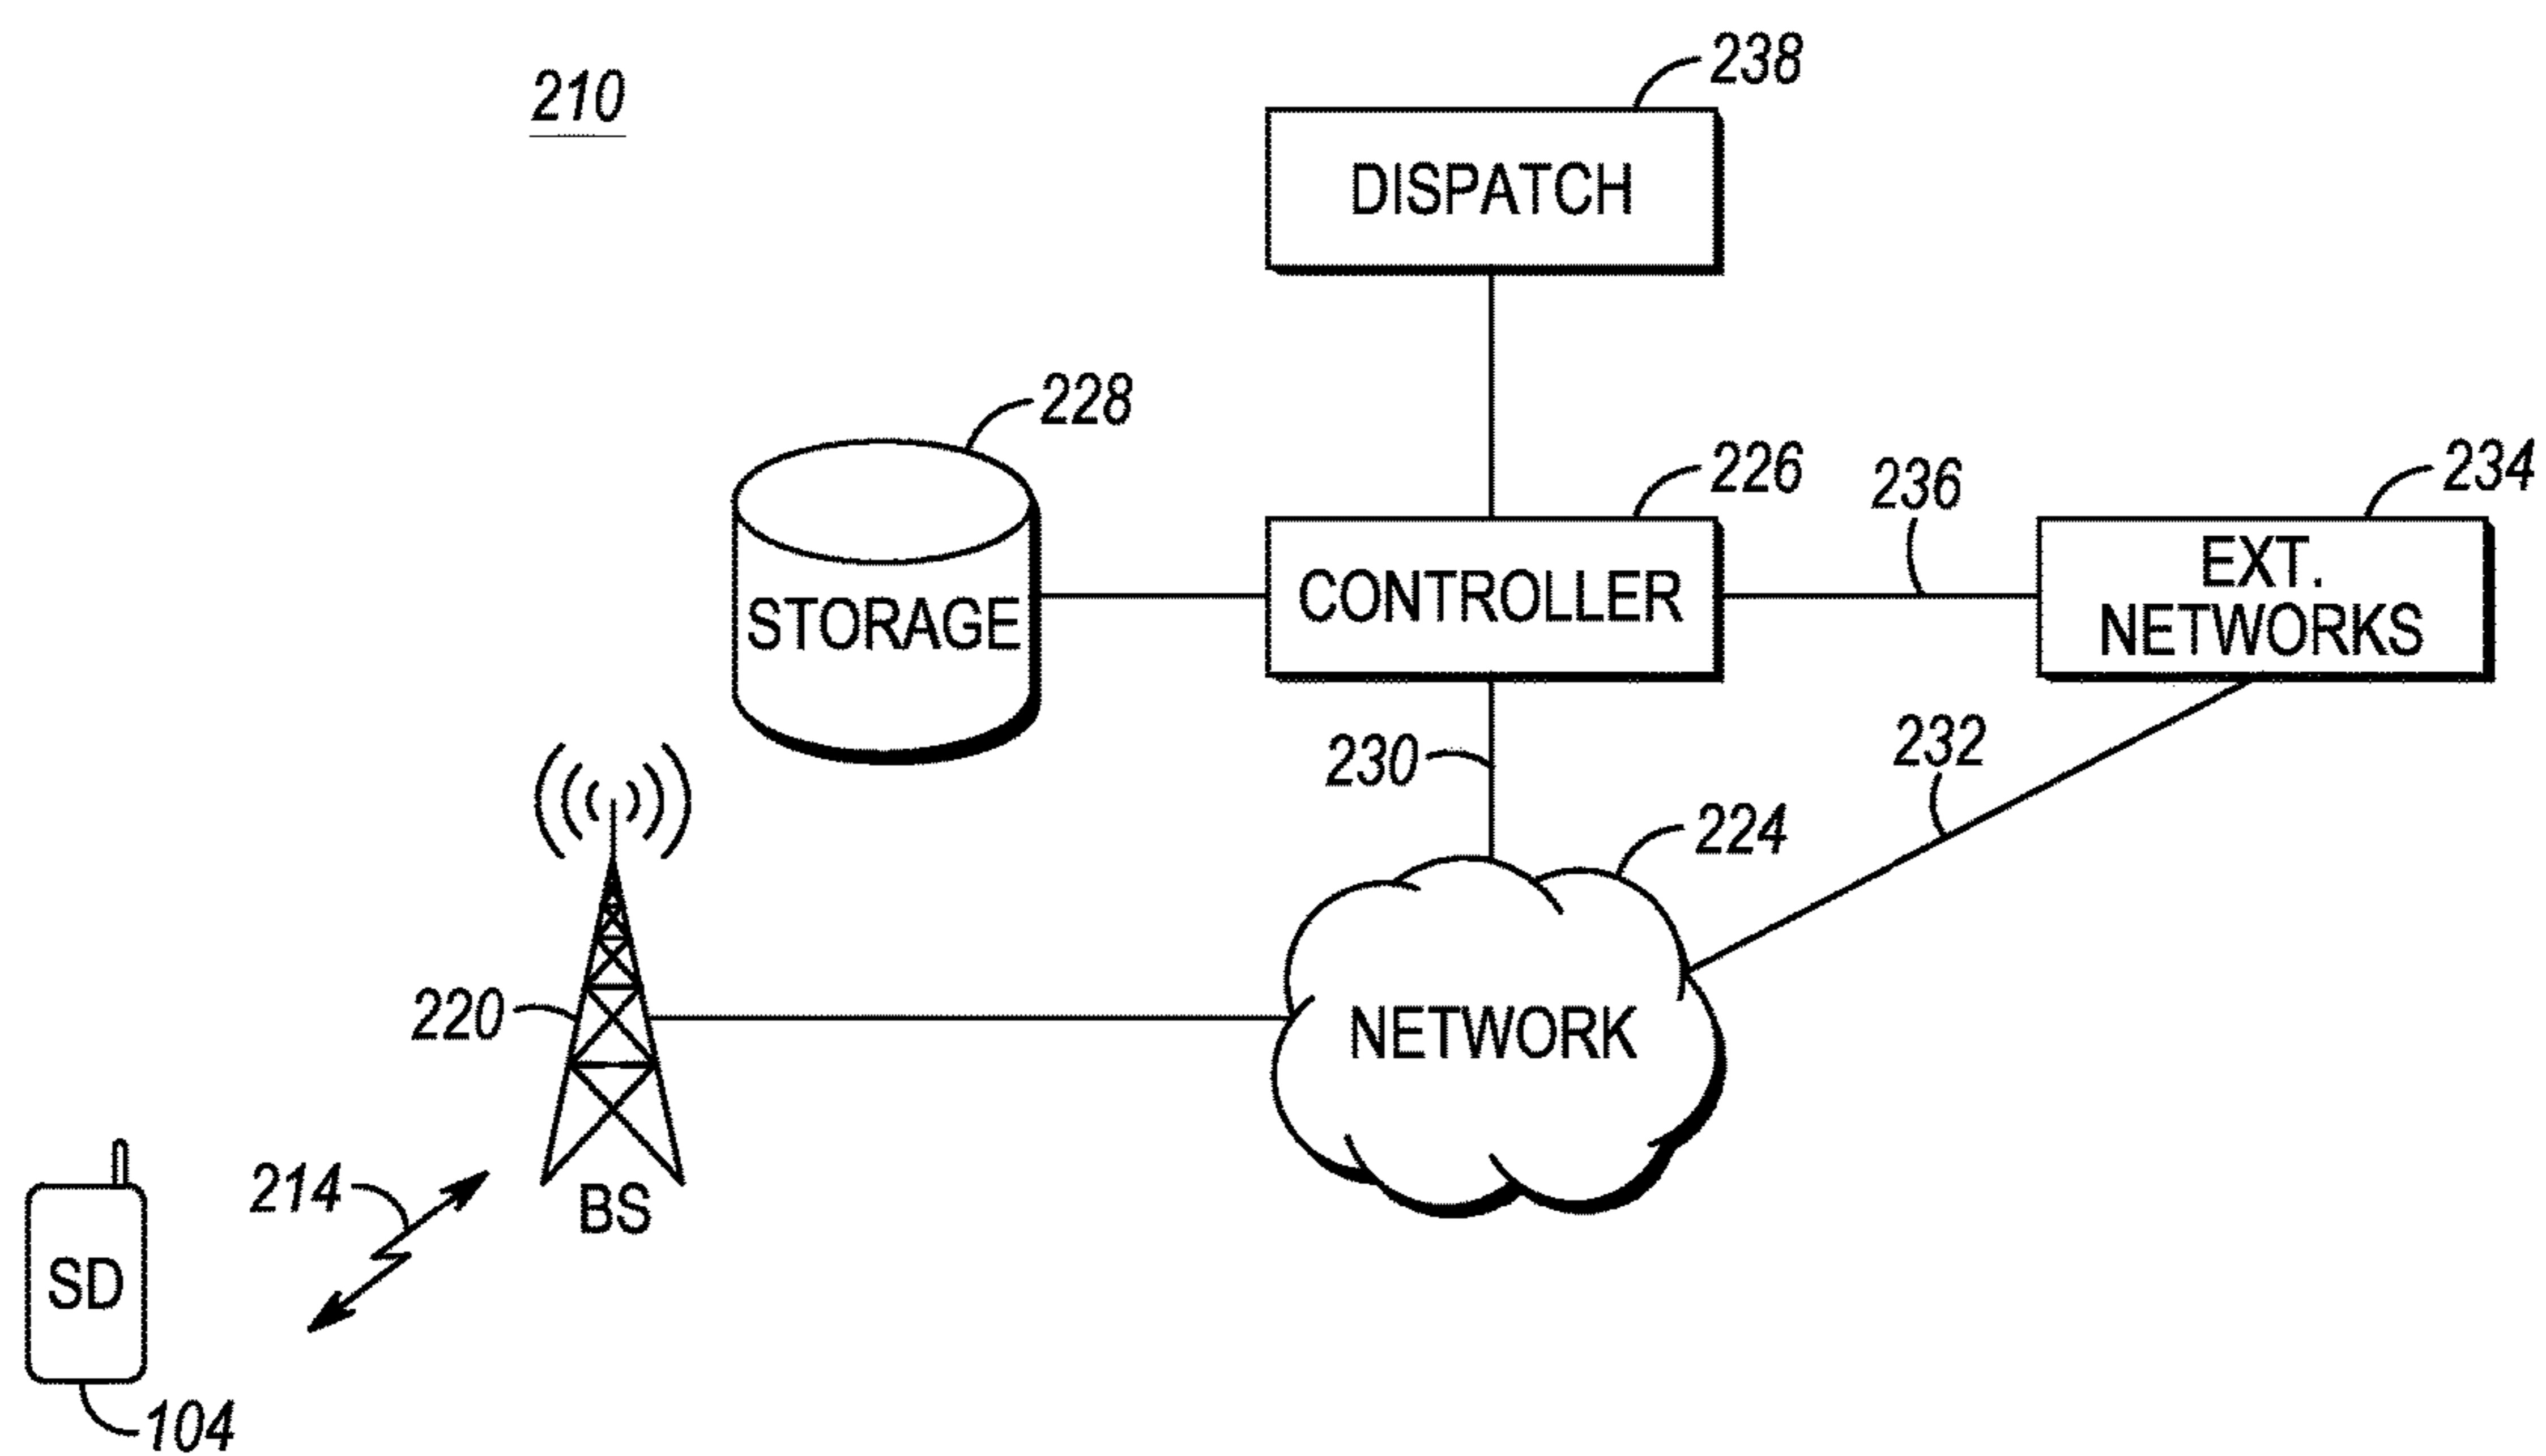 238
210
DISPATCH
228
226
236
234
EXT.
NETWORKS
CONTROLLER
STORAGE
230
232
224
220
NETWORK
214
BS
SD
104